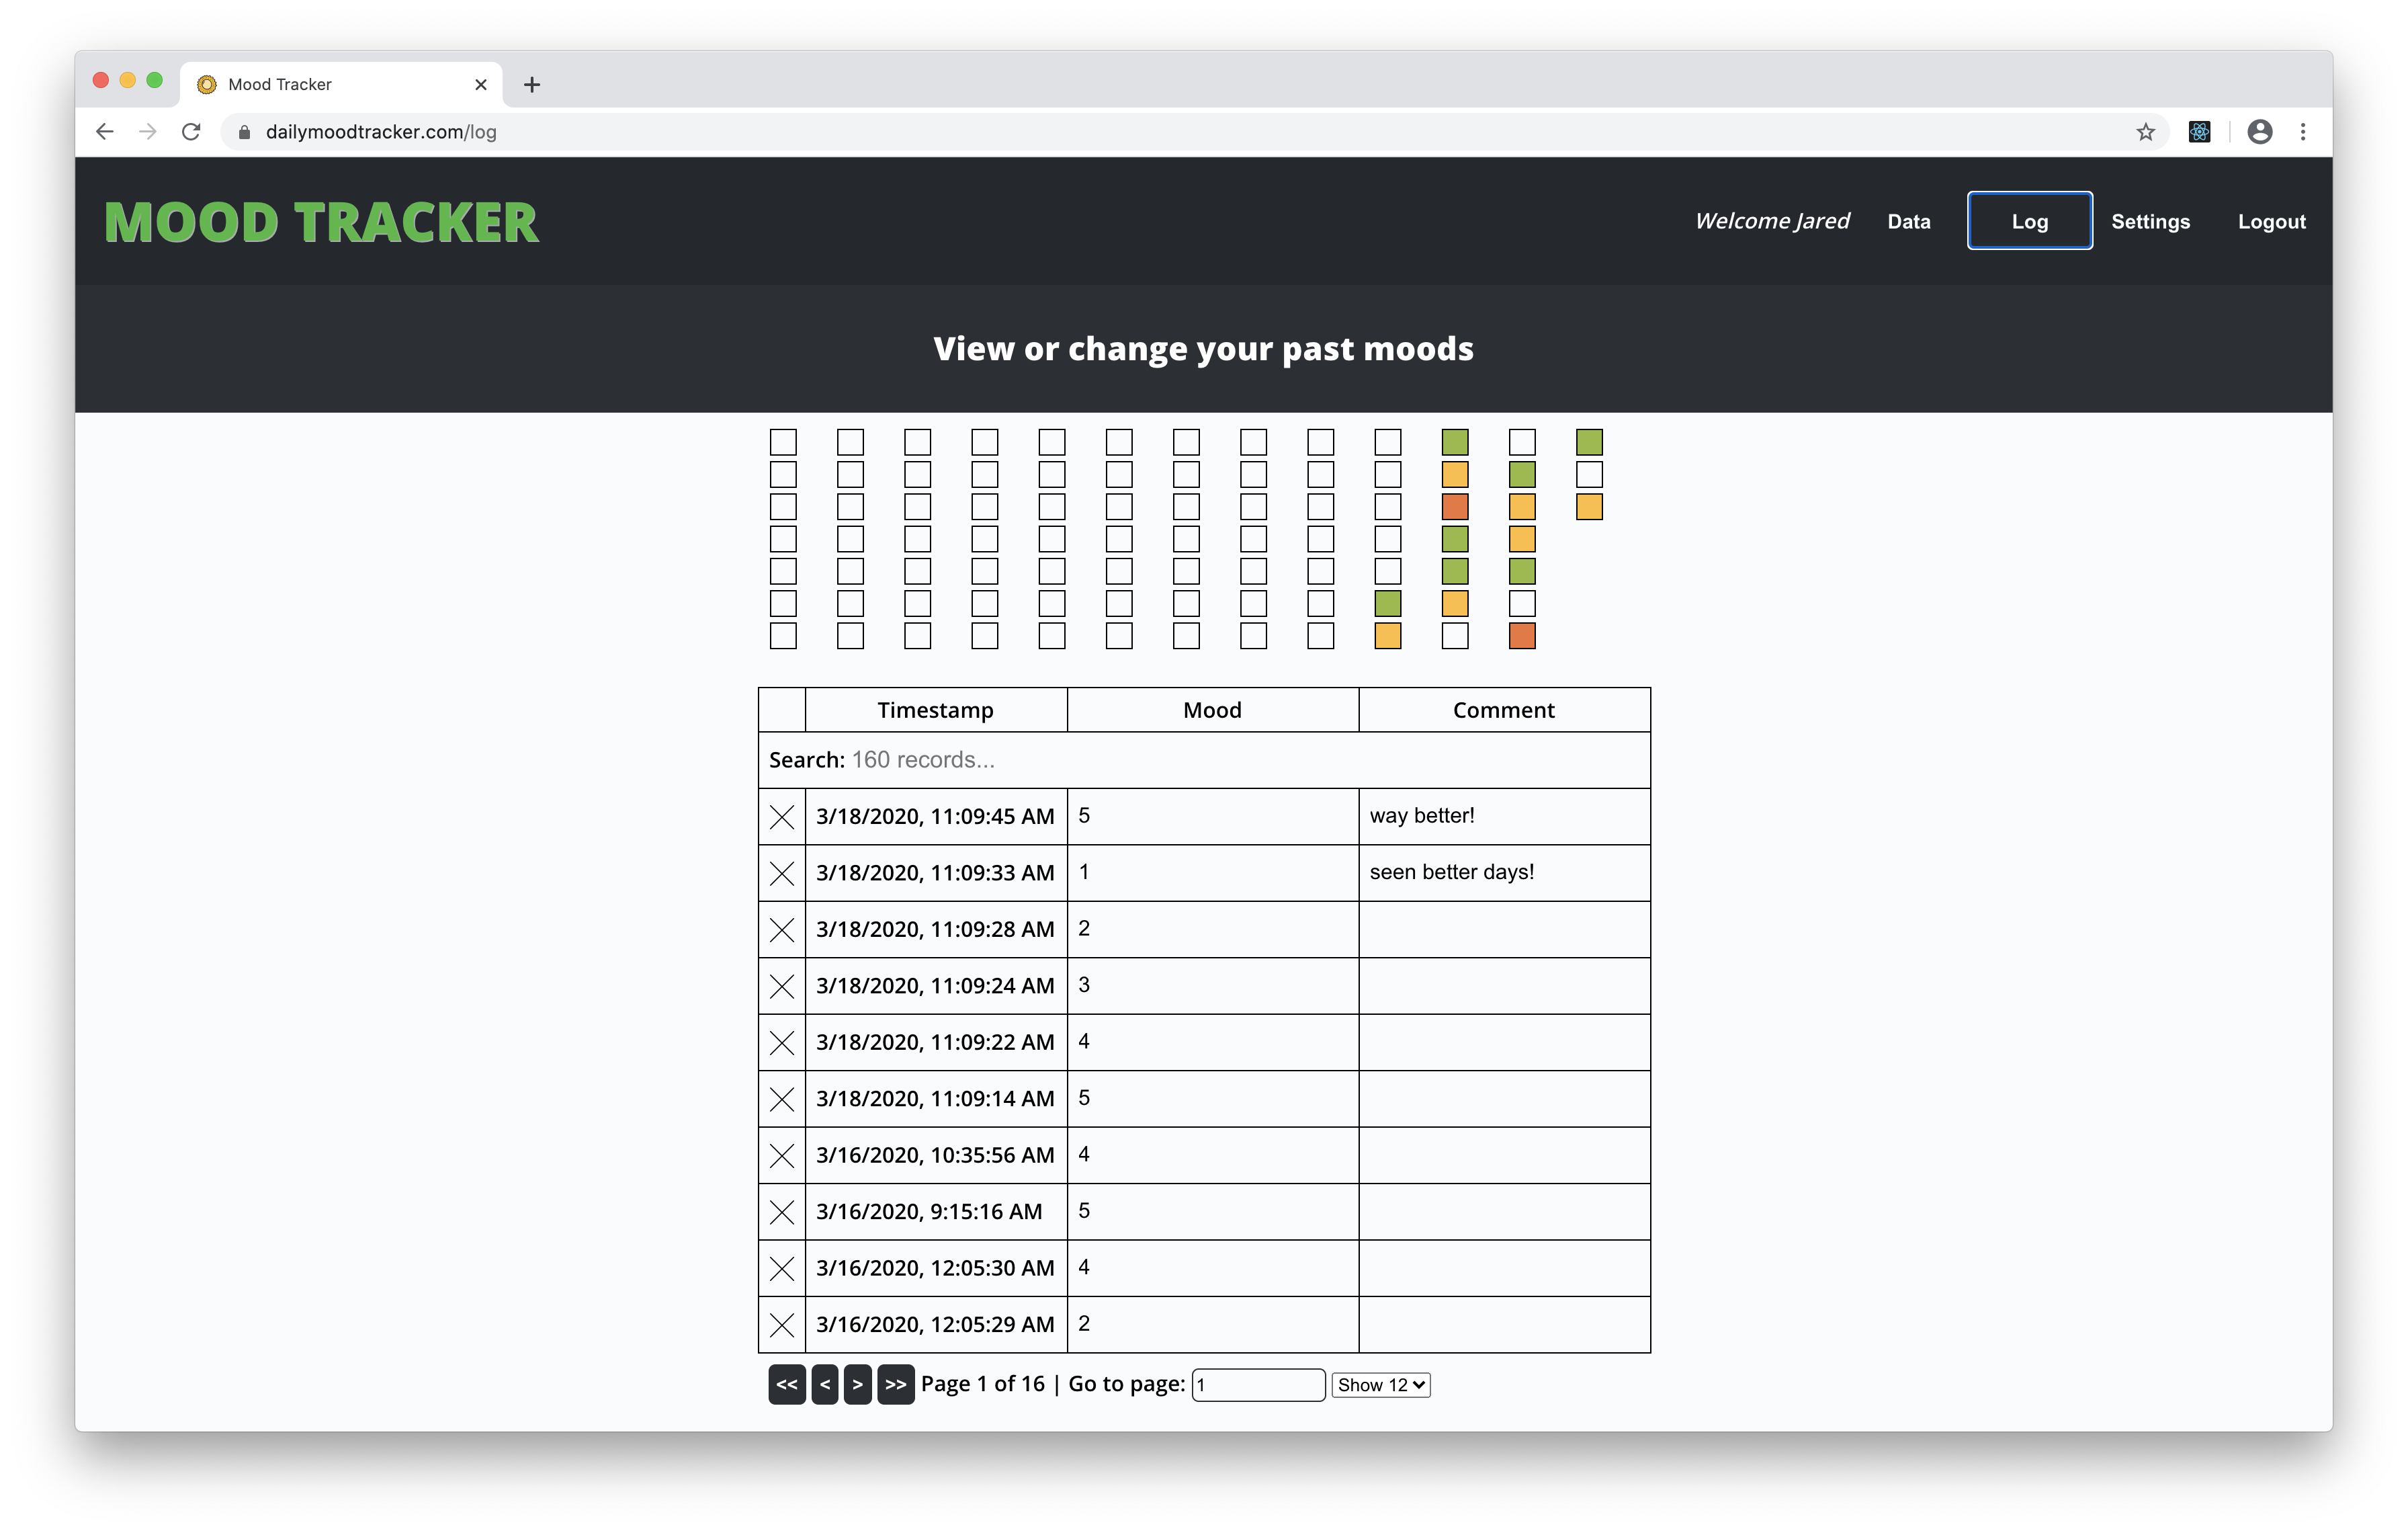 Mood Tracker
dailymoodtracker.com/log
MOOD TRACKER
Welcome Jared Data Log Settings Logout
View or change your past moods
Timestamp Mood Comment
Search: 160 records...
3/18/2020, 11:09:45 AM 5 way better!
3/18/2020, 11:09:33 AM 1 seen better days!
3/18/2020, 11:09:28 AM 2
3/18/2020, 11:09:24 AM 3
3/18/2020, 11:09:22 AM 4
3/18/2020, 11:09:14 AM 5
3/16/2020, 10:35:56 AM 4
3/16/2020, 9:15:16 AM 5
3/16/2020, 12:05:30 AM 4
3/16/2020, 12:05:29 AM 2
<< < > >> Page 1 of 16 | Go to page: 1 Show 12